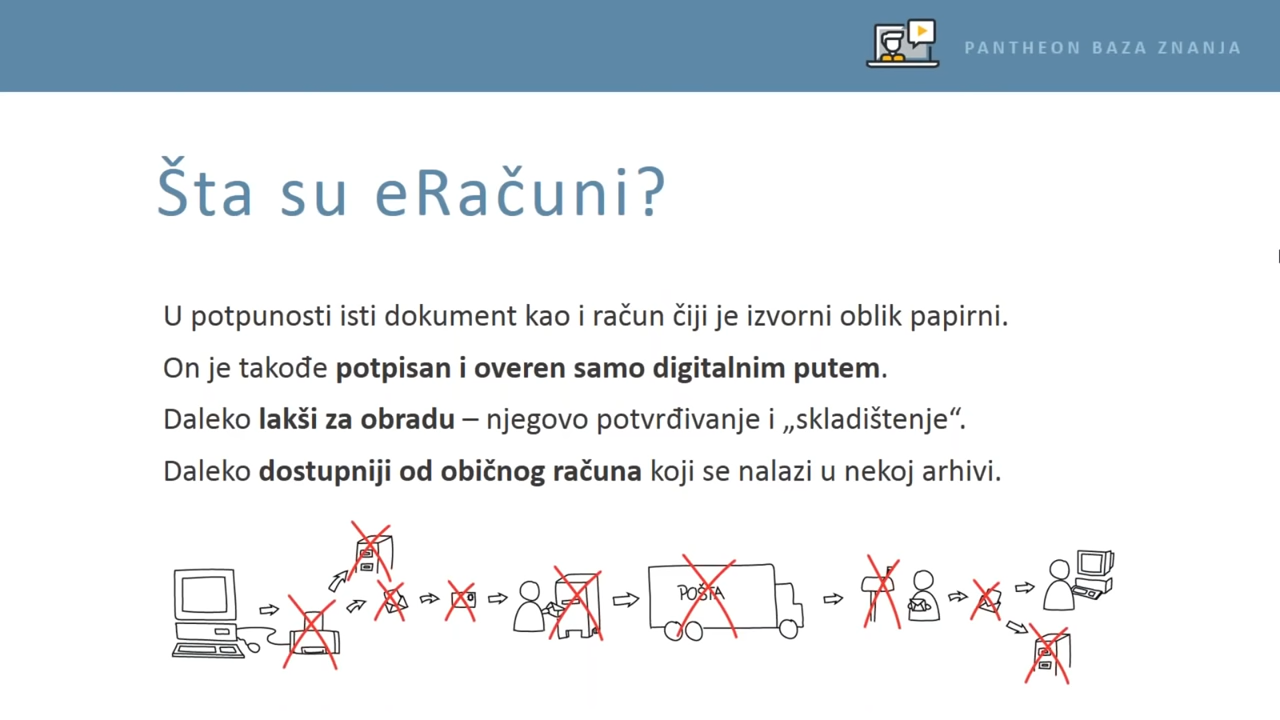 PANTHEON BAZA ZNANJA
Šta su eRačuni?
U potpunosti isti dokument kao i račun čiji je izvorni oblik papirni.
On je takođe potpisan i overen samo digitalnim putem.
Daleko lakši za obradu – njegovo potvrđivanje i „skladištenje“.
Daleko dostupniji od običnog računa koji se nalazi u nekoj arhivi.
POŠTA